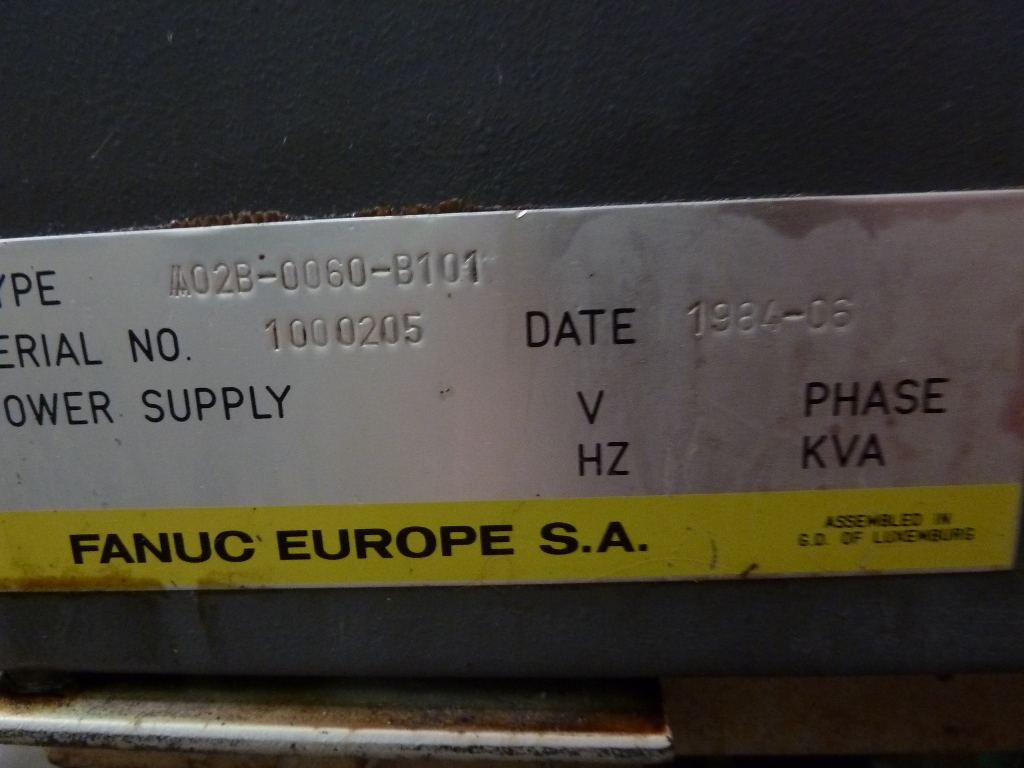 YPE A02B-0060-B101
ERIAL NO. 1000205 DATE 1984-06
OWER SUPPLY V PHASE
HZ KVA
FANUC EUROPE S.A. ASSEMBLED IN
G.D. OF LUXEMBURG